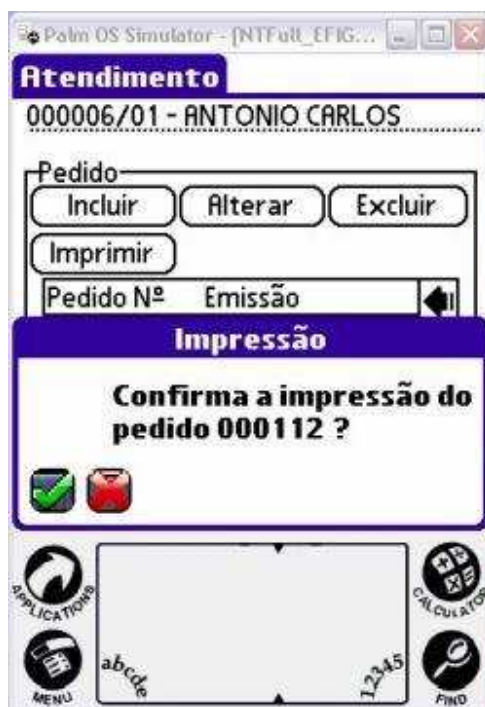 Palm OS Simulator - [NTFull_EFIG...
Atendimento
000006/01 - ANTONIO CARLOS
Pedido
Incluir Alterar Excluir
Imprimir
Pedido Nº Emissão
Impressão
Confirma a impressão do
pedido 000112 ?
APPLICATIONS
CALCULATOR
abcde
12345
MENU
FIND